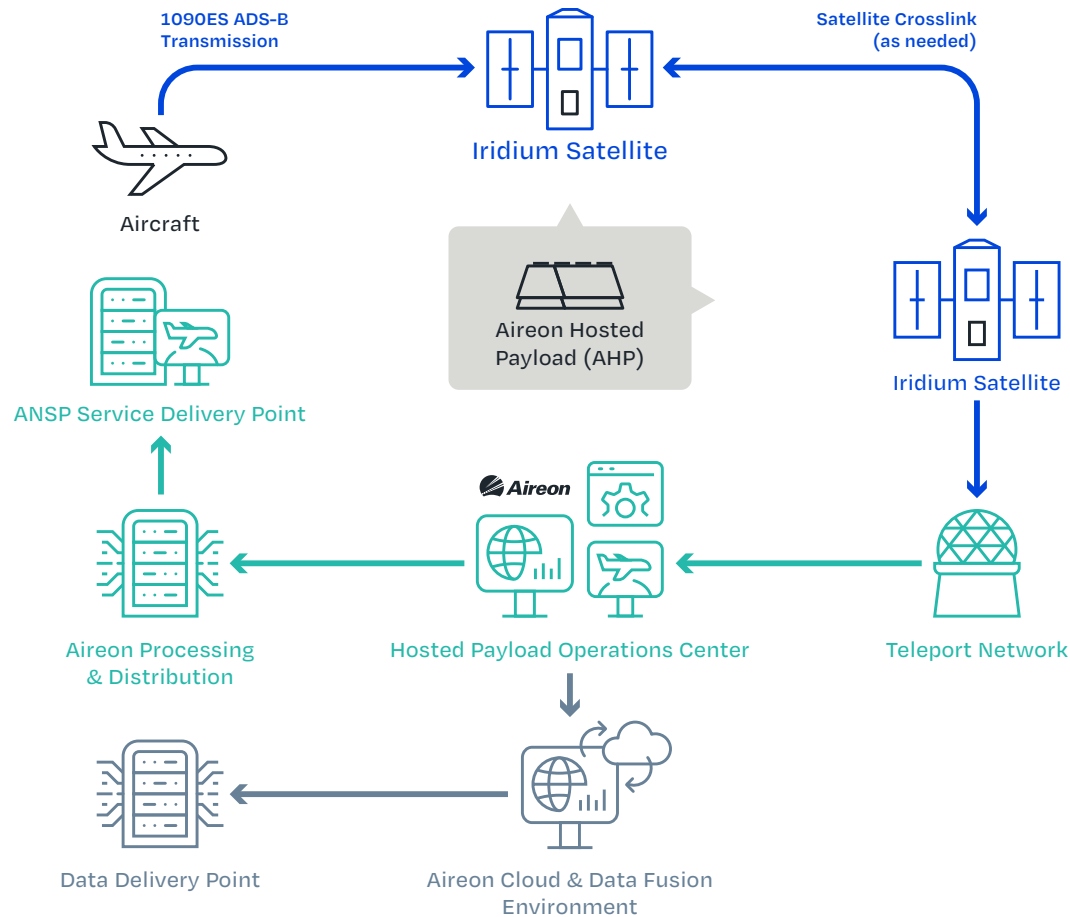 1090ES ADS-B
Transmission
Satellite Crosslink
(as needed)
Iridium Satellite
Aircraft
Aireon Hosted
Payload (AHP)
Iridium Satellite
ANSP Service Delivery Point
Aireon
Aireon Processing
& Distribution
Hosted Payload Operations Center
Teleport Network
Data Delivery Point
Aireon Cloud & Data Fusion
Environment